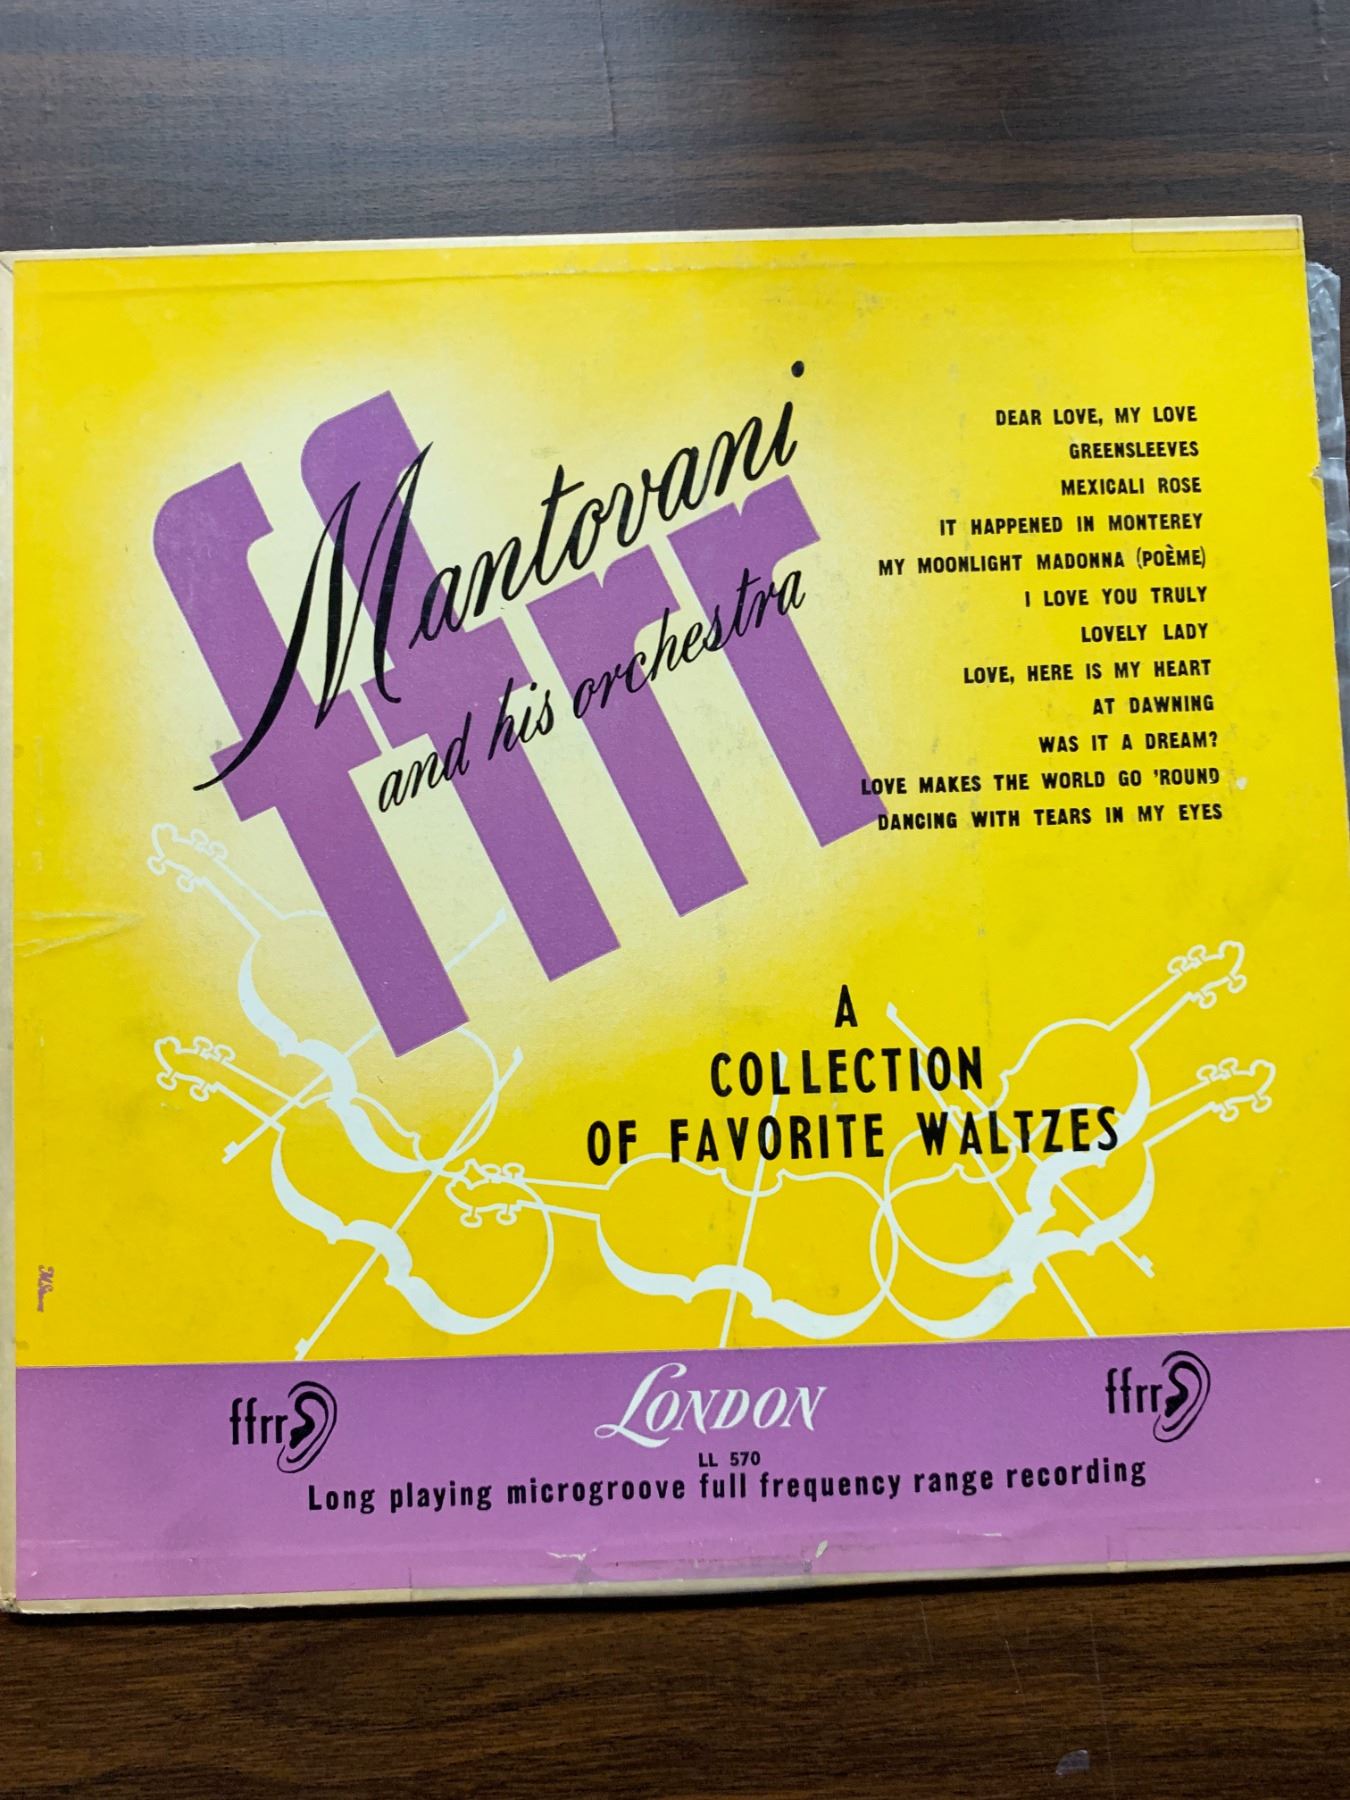 ffrr
Mantovani
and his orchestra
DEAR LOVE, MY LOVE
GREENSLEEVES
MEXICALI ROSE
IT HAPPENED IN MONTEREY
MY MOONLIGHT MADONNA (POÈME)
I LOVE YOU TRULY
LOVELY LADY
LOVE, HERE IS MY HEART
AT DAWNING
WAS IT A DREAM?
LOVE MAKES THE WORLD GO 'ROUND
DANCING WITH TEARS IN MY EYES
A
COLLECTION
OF FAVORITE WALTZES
ffrr
LONDON
ffrr
LL 570
Long playing microgroove full frequency range recording